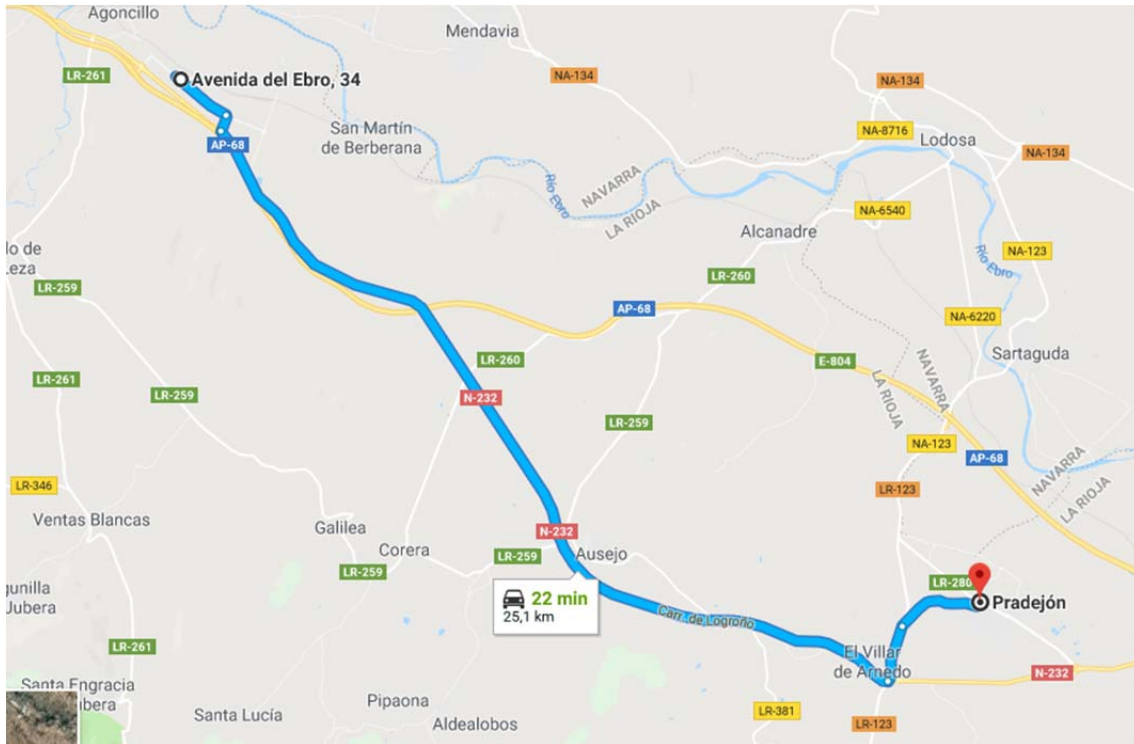 Agoncillo
Mendavia
LR-261
Avenida del Ebro, 34
NA-134
San Martín
de Berberana
AP-68
NA-8716
Lodosa
NA-134
Río Ebro
NAVARRA
LA RIOJA
NA-6540
Alcanadre
lo de
Leza
NA-123
Río Ebro
LR-259
LR-260
AP-68
NA-6220
Sartaguda
LR-260
E-804
NAVARRA
LA RIOJA
LR-261
LR-259
N-232
LR-259
NA-123
AP-68
NAVARRA
LA RIOJA
LR-346
LR-123
Ventas Blancas
Galilea
N-232
Corera
LR-259
Ausejo
LR-259
LR-280
Pradejón
gunilla
Jubera
22 min
25,1 km
Carr. de Logroño
LR-261
El Villar
de Arnedo
N-232
Santa Engracia
bera
Santa Lucía
Pipaona
Aldealobos
LR-381
LR-123